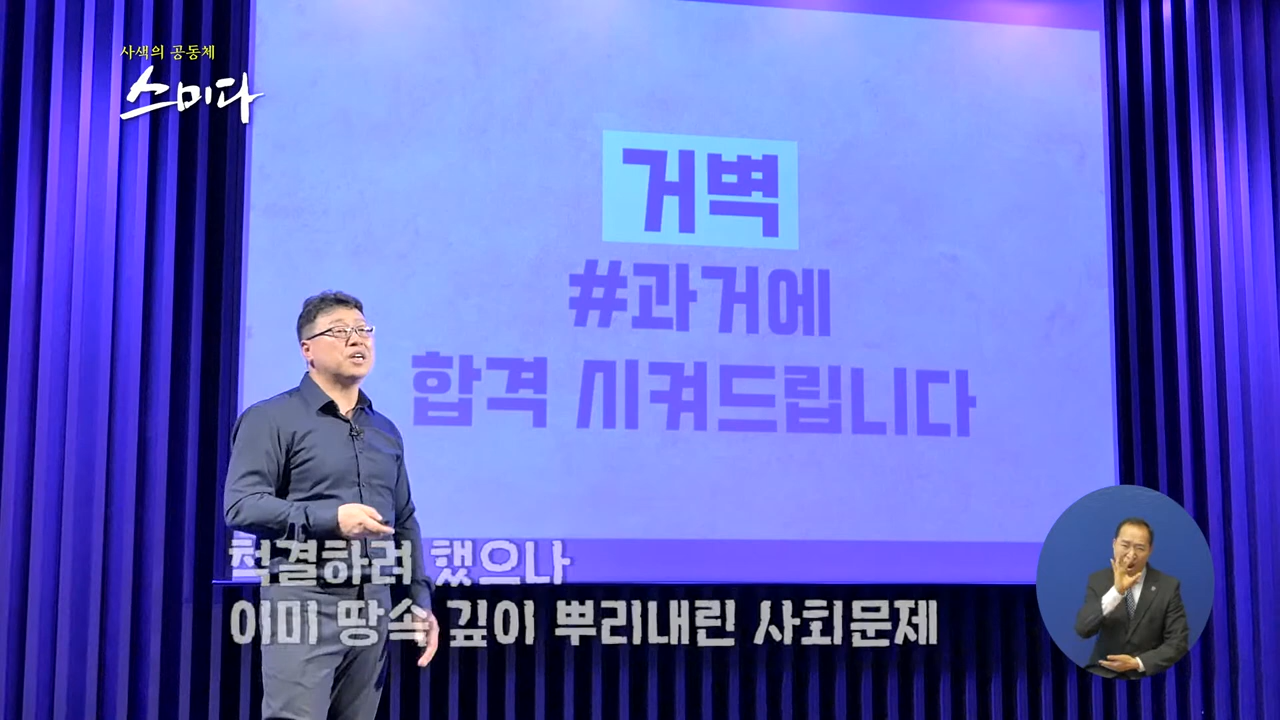 사색의 공동체
스미다
거벽
#과거에
합격 시켜드립니다
척결하려 했으나
이미 땅속 깊이 뿌리내린 사회문제